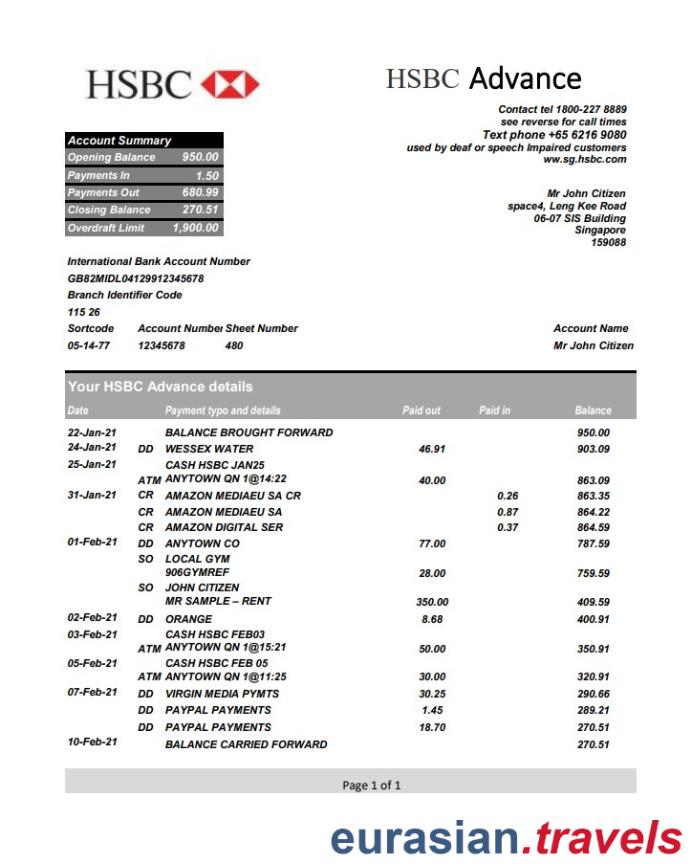 HSBC
HSBC Advance
Contact tel 1800-227 8889
see reverse for call times
Text phone +65 6216 9080
used by deaf or speech Impaired customers
ww.sg.hsbc.com
Account Summary
Opening Balance 950.00
Payments In 1.50
Payments Out 680.99
Closing Balance 270.51
Overdraft Limit 1,900.00
Mr John Citizen
space4, Leng Kee Road
06-07 SIS Building
Singapore
159088
International Bank Account Number
GB82MIDL04129912345678
Branch Identifier Code
115 26
Sortcode Account Number Sheet Number Account Name
05-14-77 12345678 480 Mr John Citizen
Your HSBC Advance details
Date Payment typo and details Paid out Paid in Balance
22-Jan-21 BALANCE BROUGHT FORWARD 950.00
24-Jan-21 DD WESSEX WATER 46.91 903.09
25-Jan-21 CASH HSBC JAN25
ATM ANYTOWN QN 1@14:22 40.00 863.09
31-Jan-21 CR AMAZON MEDIAEU SA CR 0.26 863.35
CR AMAZON MEDIAEU SA 0.87 864.22
CR AMAZON DIGITAL SER 0.37 864.59
01-Feb-21 DD ANYTOWN CO 77.00 787.59
SO LOCAL GYM
906GYMREF 28.00 759.59
SO JOHN CITIZEN
MR SAMPLE – RENT 350.00 409.59
02-Feb-21 DD ORANGE 8.68 400.91
03-Feb-21 CASH HSBC FEB03
ATM ANYTOWN QN 1@15:21 50.00 350.91
05-Feb-21 CASH HSBC FEB 05
ATM ANYTOWN QN 1@11:25 30.00 320.91
07-Feb-21 DD VIRGIN MEDIA PYMTS 30.25 290.66
DD PAYPAL PAYMENTS 1.45 289.21
DD PAYPAL PAYMENTS 18.70 270.51
10-Feb-21 BALANCE CARRIED FORWARD 270.51
Page 1 of 1
eurasian.travels